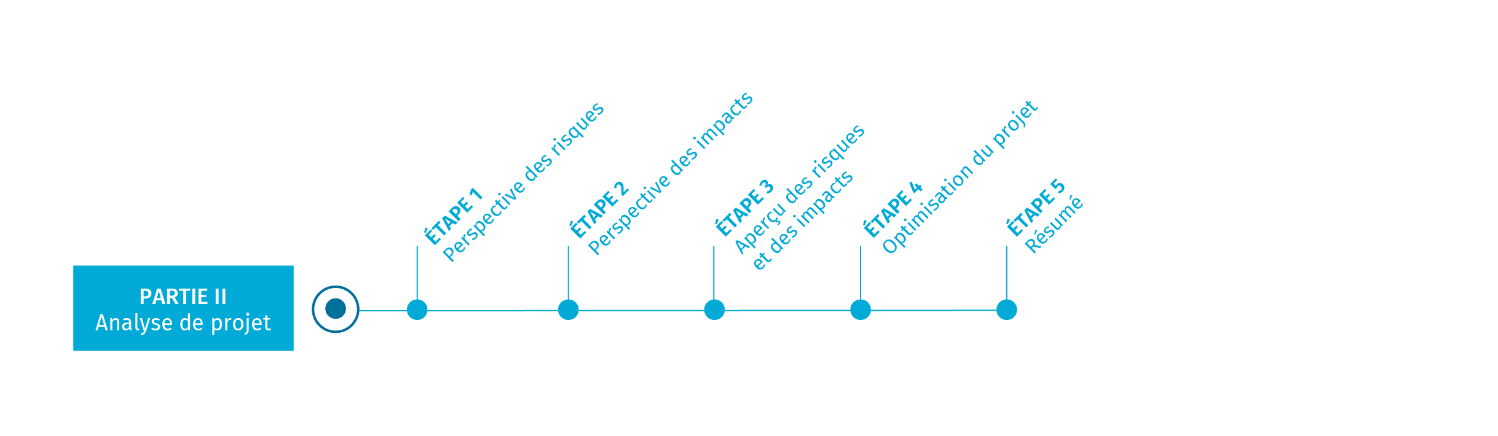 PARTIE II
Analyse de projet
ÉTAPE 1
Perspective des risques
ÉTAPE 2
Perspective des impacts
ÉTAPE 3
Aperçu des risques
et des impacts
ÉTAPE 4
Optimisation du projet
ÉTAPE 5
Résumé